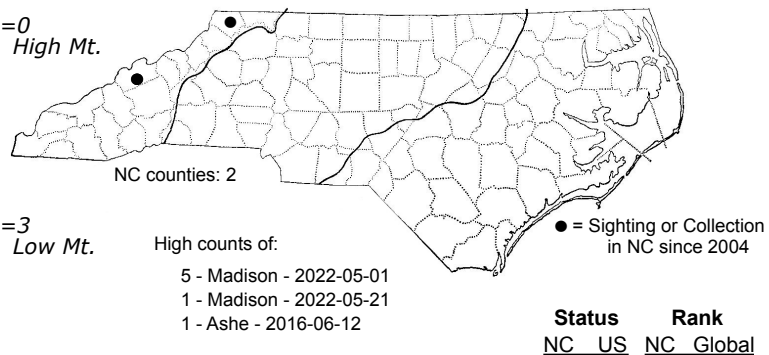 =0
High Mt.
NC counties: 2
=3
Low Mt.
High counts of:
5 - Madison - 2022-05-01
1 - Madison - 2022-05-21
1 - Ashe - 2016-06-12
● = Sighting or Collection
in NC since 2004
Status Rank
NC US NC Global